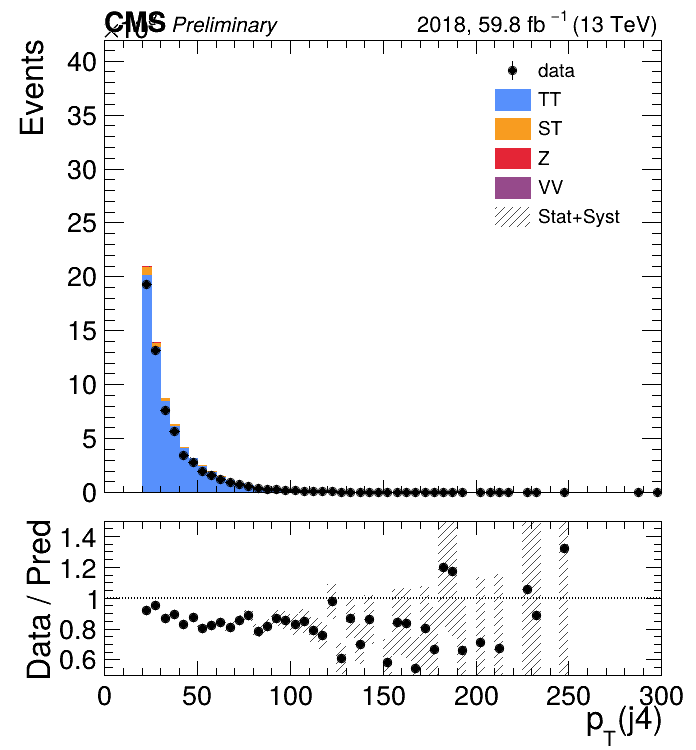 CMS Preliminary
2018, 59.8 fb⁻¹ (13 TeV)
Events
40
35
30
25
20
15
10
5
0
data
TT
ST
Z
VV
Stat+Syst
Data / Pred
1.4
1.2
1
0.8
0.6
0 50 100 150 200 250 300
p_T(j4)